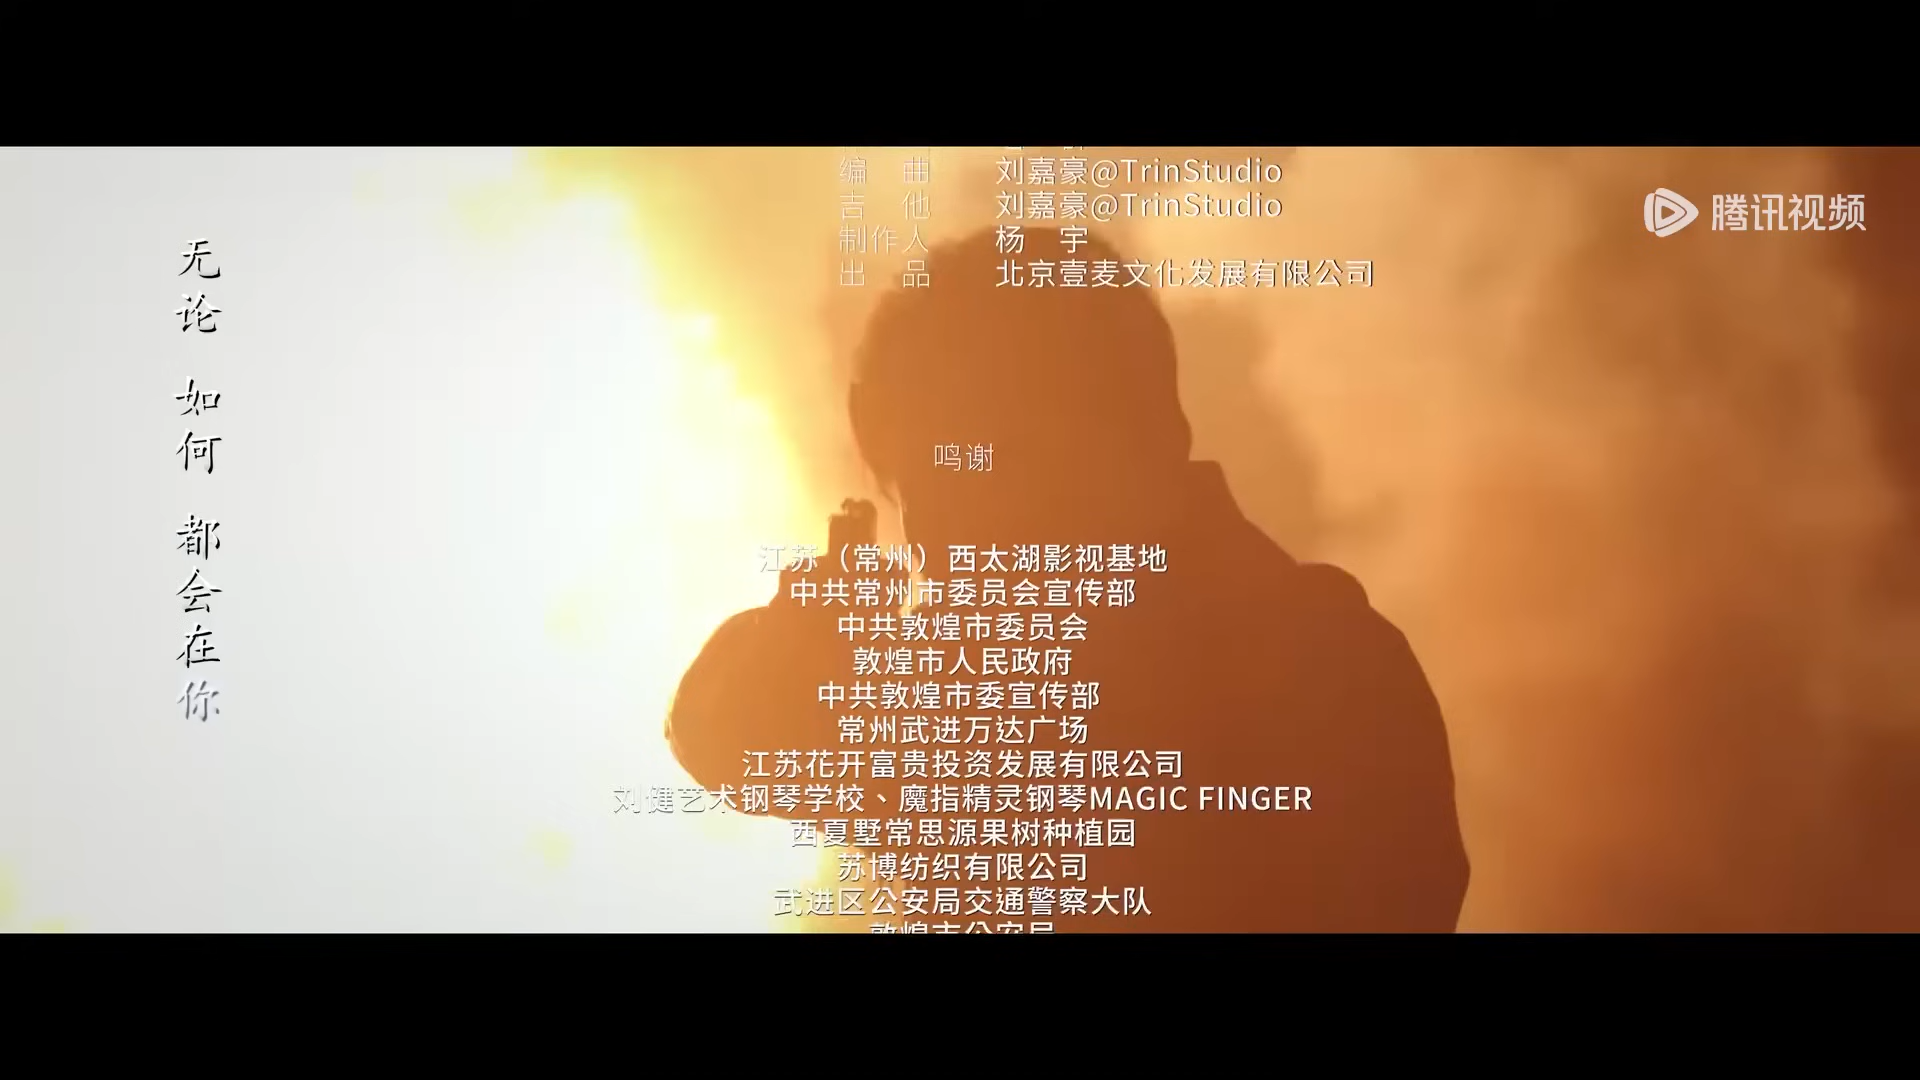 编 曲 刘嘉豪@TrinStudio
吉 他 刘嘉豪@TrinStudio
制作人 杨 宇
出 品 北京壹麦文化发展有限公司
腾讯视频
无论 如何 都会在你
鸣谢
江苏（常州）西太湖影视基地
中共常州市委员会宣传部
中共敦煌市委员会
敦煌市人民政府
中共敦煌市委宣传部
常州武进万达广场
江苏花开富贵投资发展有限公司
刘健艺术钢琴学校、魔指精灵钢琴MAGIC FINGER
西夏墅常思源果树种植园
苏博纺织有限公司
武进区公安局交通警察大队
敦煌市公安局